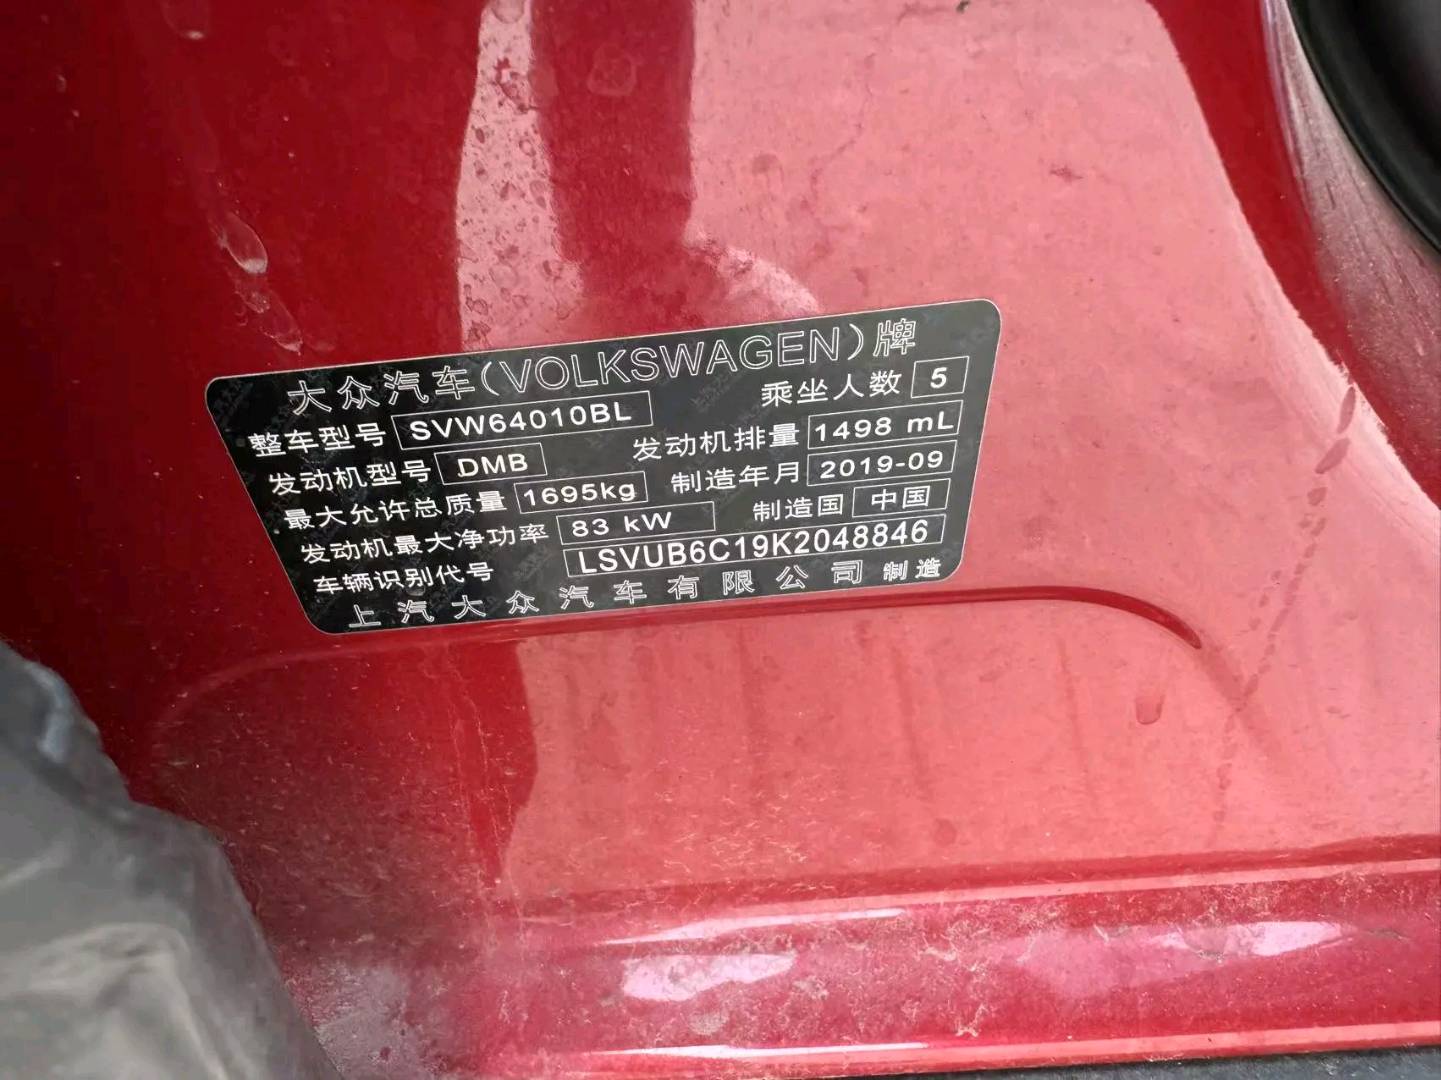 大众汽车(VOLKSWAGEN)牌
整车型号 SVW64010BL 乘坐人数 5
发动机型号 DMB 发动机排量 1498 mL
最大允许总质量 1695kg 制造年月 2019-09
发动机最大净功率 83 kW 制造国 中国
车辆识别代号 LSVUB6C19K2048846
上汽大众汽车有限公司 制造